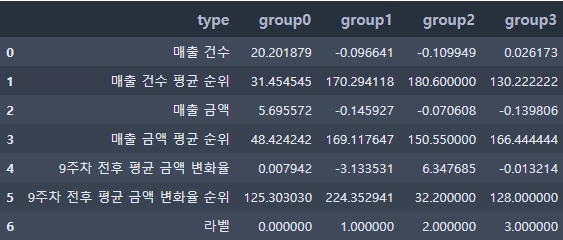 type group0 group1 group2 group3
0 매출 건수 20.201879 -0.096641 -0.109949 0.026173
1 매출 건수 평균 순위 31.454545 170.294118 180.600000 130.222222
2 매출 금액 5.695572 -0.145927 -0.070608 -0.139806
3 매출 금액 평균 순위 48.424242 169.117647 150.550000 166.444444
4 9주차 전후 평균 금액 변화율 0.007942 -3.133531 6.347685 -0.013214
5 9주차 전후 평균 금액 변화율 순위 125.303030 224.352941 32.200000 128.000000
6 라벨 0.000000 1.000000 2.000000 3.000000